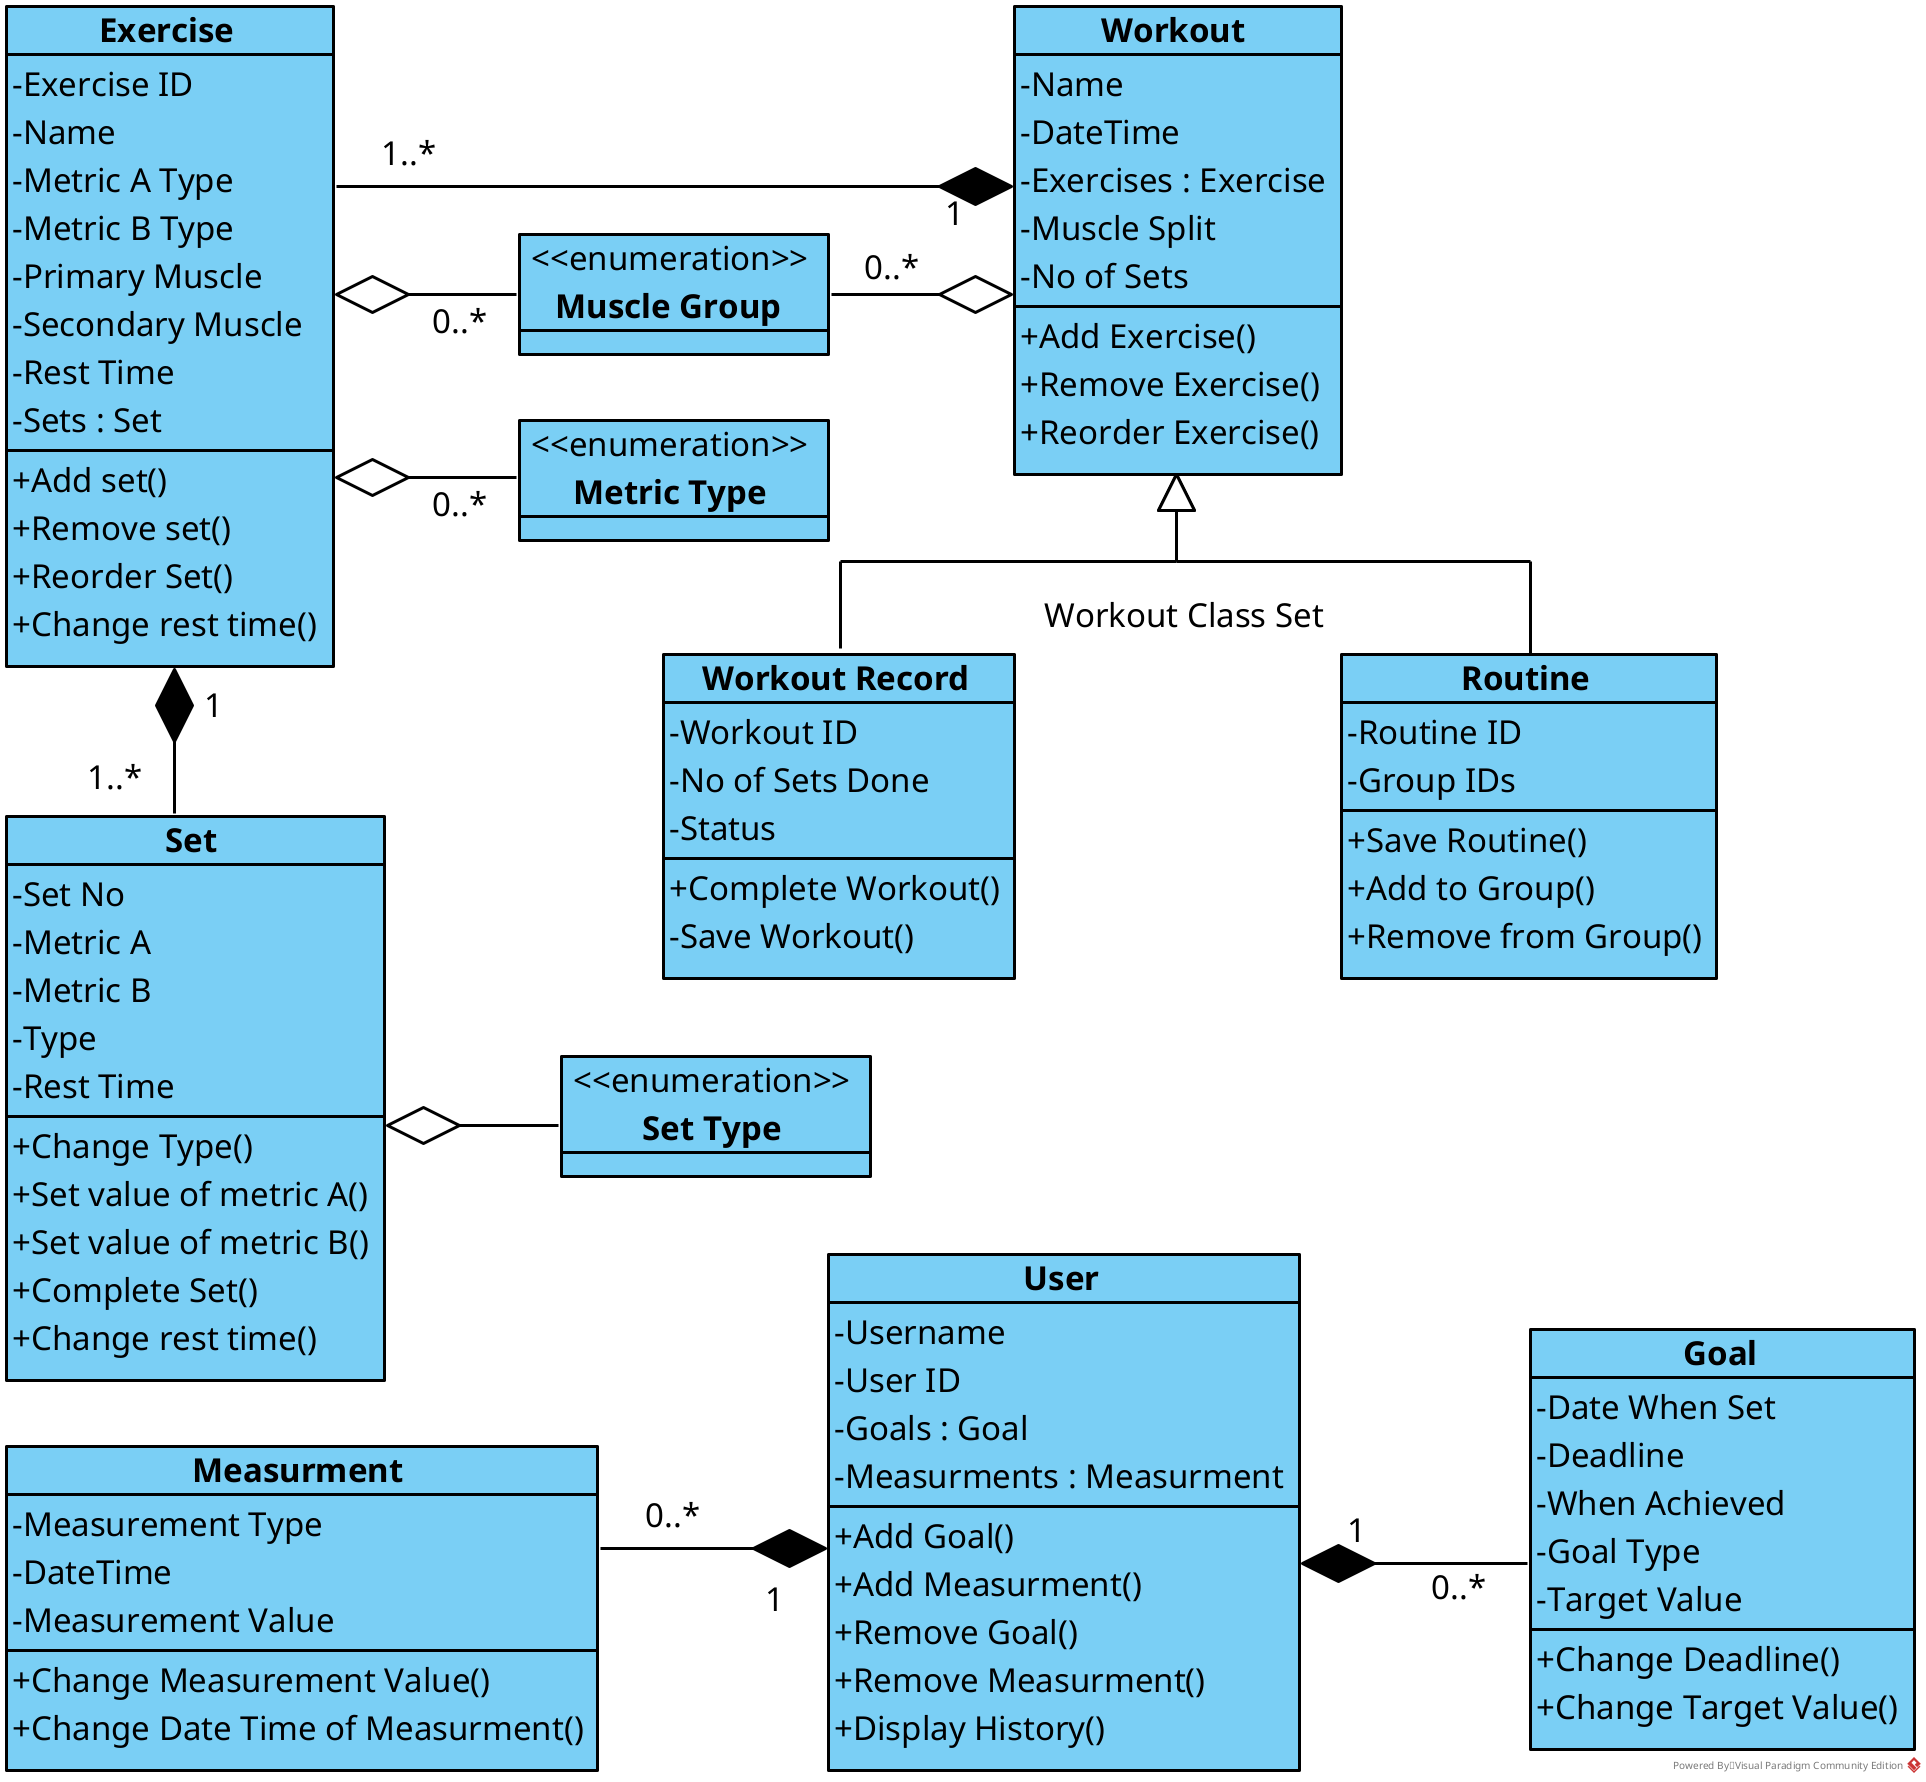 Exercise
-Exercise ID
-Name
-Metric A Type
-Metric B Type
-Primary Muscle
-Secondary Muscle
-Rest Time
-Sets : Set
+Add set()
+Remove set()
+Reorder Set()
+Change rest time()
1..*
1
Workout
-Name
-DateTime
-Exercises : Exercise
-Muscle Split
-No of Sets
+Add Exercise()
+Remove Exercise()
+Reorder Exercise()
<<enumeration>>
Muscle Group
0..*
0..*
<<enumeration>>
Metric Type
0..*
Workout Class Set
Workout Record
-Workout ID
-No of Sets Done
-Status
+Complete Workout()
-Save Workout()
Routine
-Routine ID
-Group IDs
+Save Routine()
+Add to Group()
+Remove from Group()
1
1..*
Set
-Set No
-Metric A
-Metric B
-Type
-Rest Time
+Change Type()
+Set value of metric A()
+Set value of metric B()
+Complete Set()
+Change rest time()
<<enumeration>>
Set Type
Measurment
-Measurement Type
-DateTime
-Measurement Value
+Change Measurement Value()
+Change Date Time of Measurment()
0..*
1
User
-Username
-User ID
-Goals : Goal
-Measurments : Measurment
+Add Goal()
+Add Measurment()
+Remove Goal()
+Remove Measurment()
+Display History()
1
0..*
Goal
-Date When Set
-Deadline
-When Achieved
-Goal Type
-Target Value
+Change Deadline()
+Change Target Value()
Powered By Visual Paradigm Community Edition